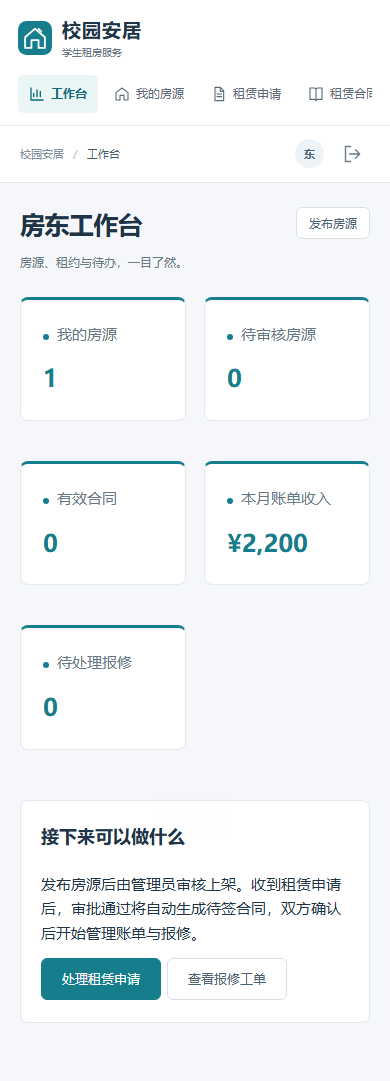 校园安居
学生租房服务
工作台 我的房源 租赁申请 租赁合同
校园安居 / 工作台 东
房东工作台 发布房源
房源、租约与待办，一目了然。
我的房源 待审核房源
1 0
有效合同 本月账单收入
0 ¥2,200
待处理报修
0
接下来可以做什么
发布房源后由管理员审核上架。收到租赁申请
后，审批通过将自动生成待签合同，双方确认
后开始管理账单与报修。
处理租赁申请 查看报修工单